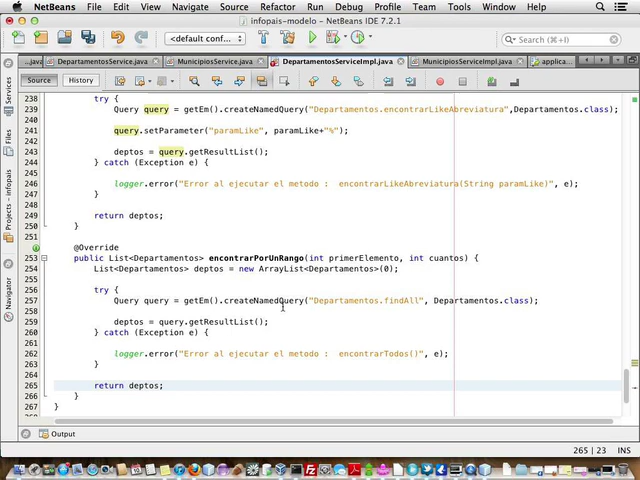 NetBeans File Edit View Navigate Source Refactor Run Debug Profile Team Tools Window Help
infopais-modelo - NetBeans IDE 7.2.1
<default conf...
Search (⌘+I)
...java DepartamentosService.java MunicipiosService.java DepartamentosServiceImpl.java MunicipiosServiceImpl.java applica...
Source History
Services
Files
Projects - infopais
Navigator
238 try {
239 Query query = getEm().createNamedQuery("Departamentos.encontrarLikeAbreviatura",Departamentos.class);
240
241 query.setParameter("paramLike", paramLike+"%");
242
243 deptos = query.getResultList();
244 } catch (Exception e) {
245
246 logger.error("Error al ejecutar el metodo : encontrarLikeAbreviatura(String paramLike)", e);
247 }
248
249 return deptos;
250 }
251
@Override
253 public List<Departamentos> encontrarPorUnRango(int primerElemento, int cuantos) {
254 List<Departamentos> deptos = new ArrayList<Departamentos>(0);
255
256 try {
257 Query query = getEm().createNamedQuery("Departamentos.findAll", Departamentos.class);
258
259 deptos = query.getResultList();
260 } catch (Exception e) {
261
262 logger.error("Error al ejecutar el metodo : encontrarTodos()", e);
263 }
264
265 return deptos;
266 }
267 }
Output
265 | 23 INS